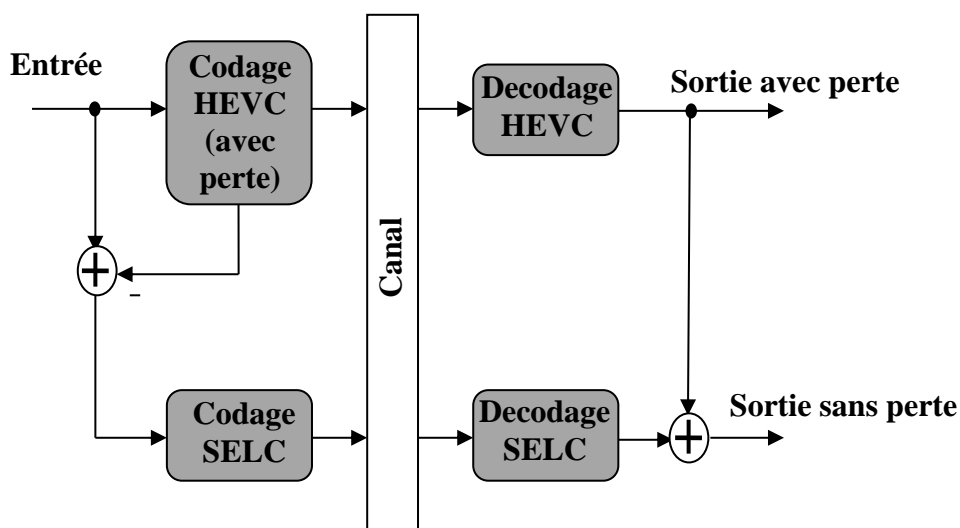 Entrée
Codage
HEVC
(avec
perte)
Canal
Decodage
HEVC
Sortie avec perte
+
-
Codage
SELC
Decodage
SELC
+
Sortie sans perte